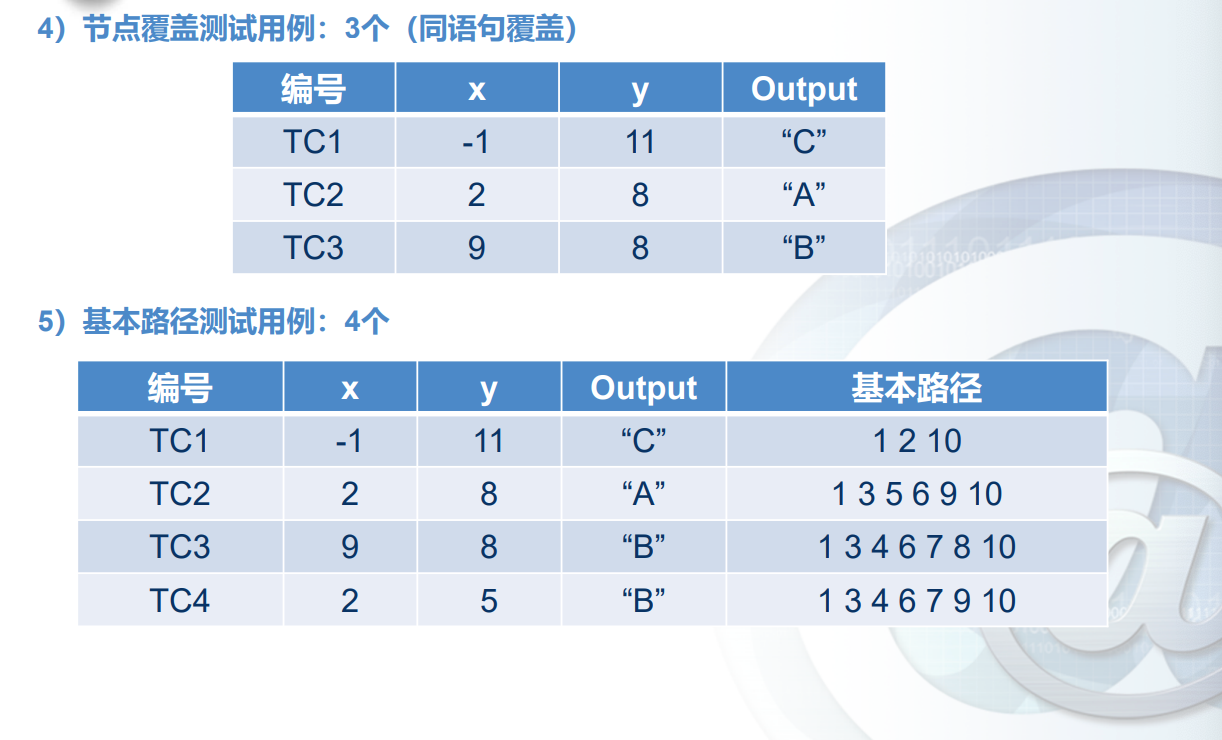 4）节点覆盖测试用例：3个（同语句覆盖）
编号 x y Output
TC1 -1 11 “C”
TC2 2 8 “A”
TC3 9 8 “B”
5）基本路径测试用例：4个
编号 x y Output 基本路径
TC1 -1 11 “C” 1 2 10
TC2 2 8 “A” 1 3 5 6 9 10
TC3 9 8 “B” 1 3 4 6 7 8 10
TC4 2 5 “B” 1 3 4 6 7 9 10